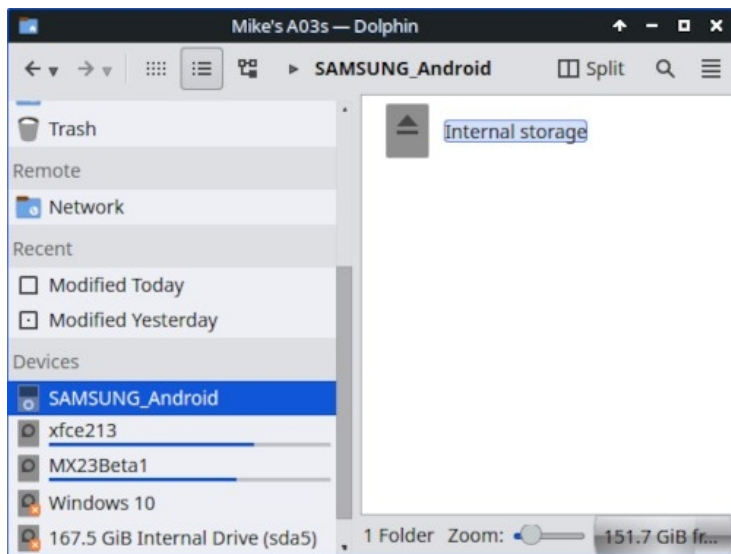 Mike's A03s — Dolphin
SAMSUNG_Android
Split
Trash
Remote
Network
Recent
Modified Today
Modified Yesterday
Devices
SAMSUNG_Android
xfce213
MX23Beta1
Windows 10
167.5 GiB Internal Drive (sda5)
Internal storage
1 Folder Zoom: 151.7 GiB fr...